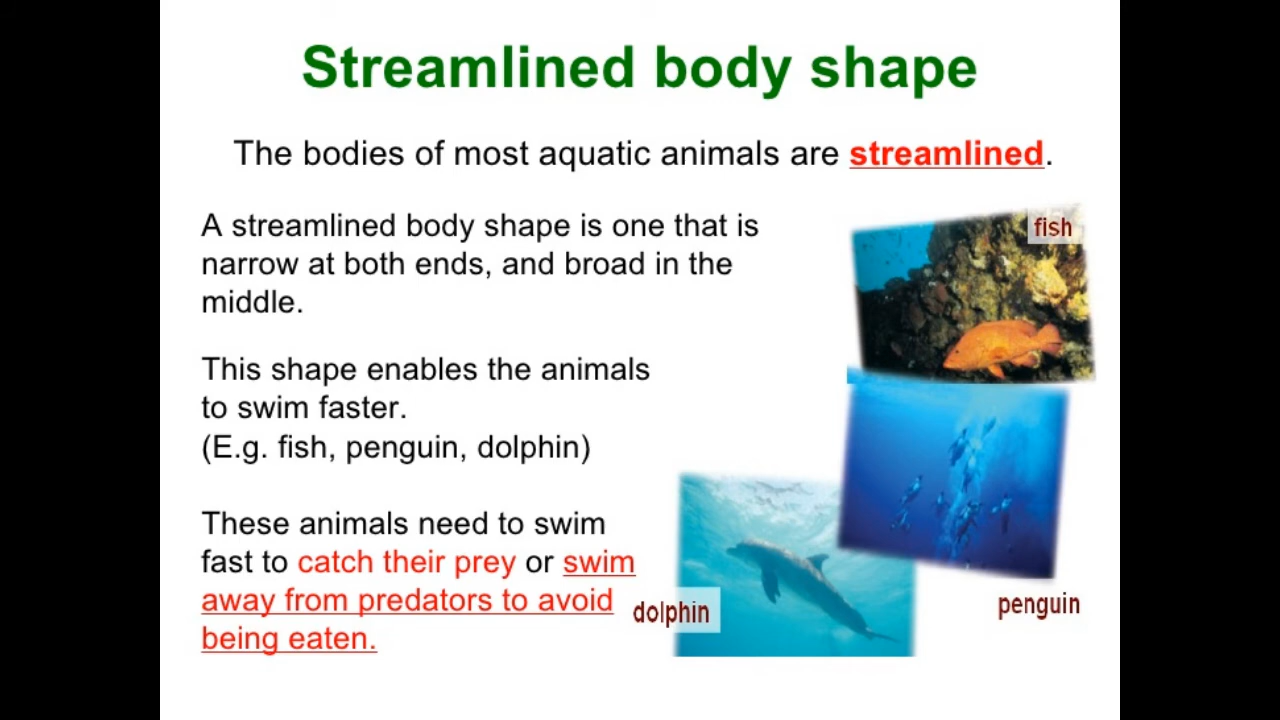 Streamlined body shape
The bodies of most aquatic animals are streamlined.
A streamlined body shape is one that is
narrow at both ends, and broad in the
middle.
This shape enables the animals
to swim faster.
(E.g. fish, penguin, dolphin)
These animals need to swim
fast to catch their prey or swim
away from predators to avoid
being eaten.
fish
dolphin
penguin